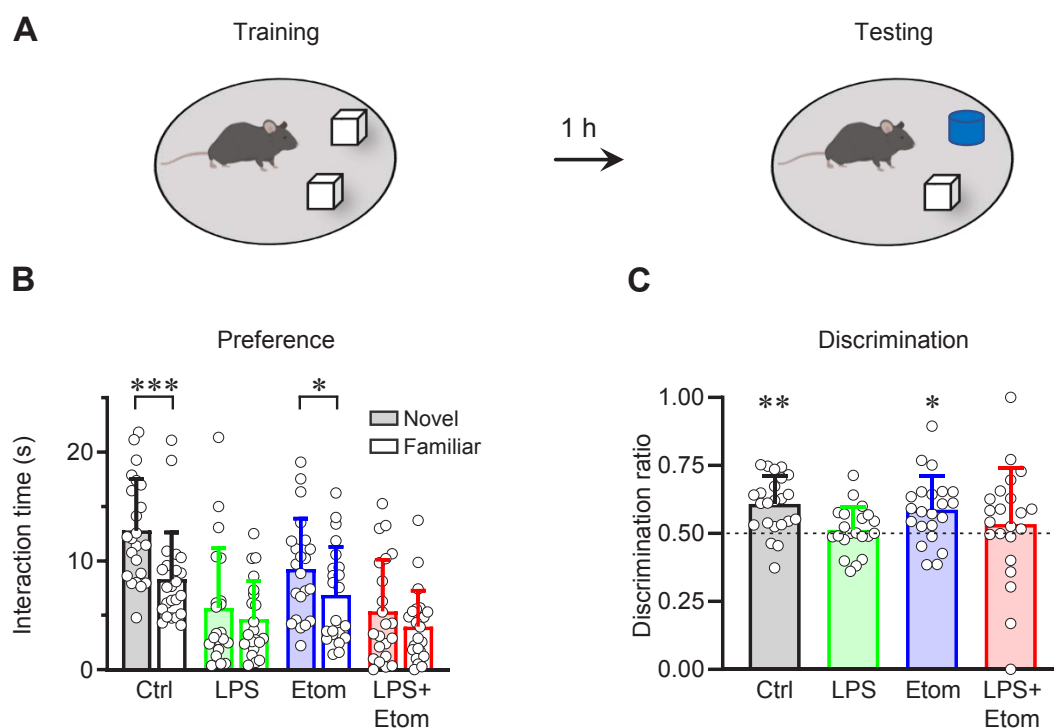 A
Training
Testing
1 h
B
C
Preference
Discrimination
***
*
Novel
Familiar
Interaction time (s)
20
10
0
Ctrl
LPS
Etom
LPS+
Etom
**
*
Discrimination ratio
1.00
0.75
0.50
0.25
0.00
Ctrl
LPS
Etom
LPS+
Etom